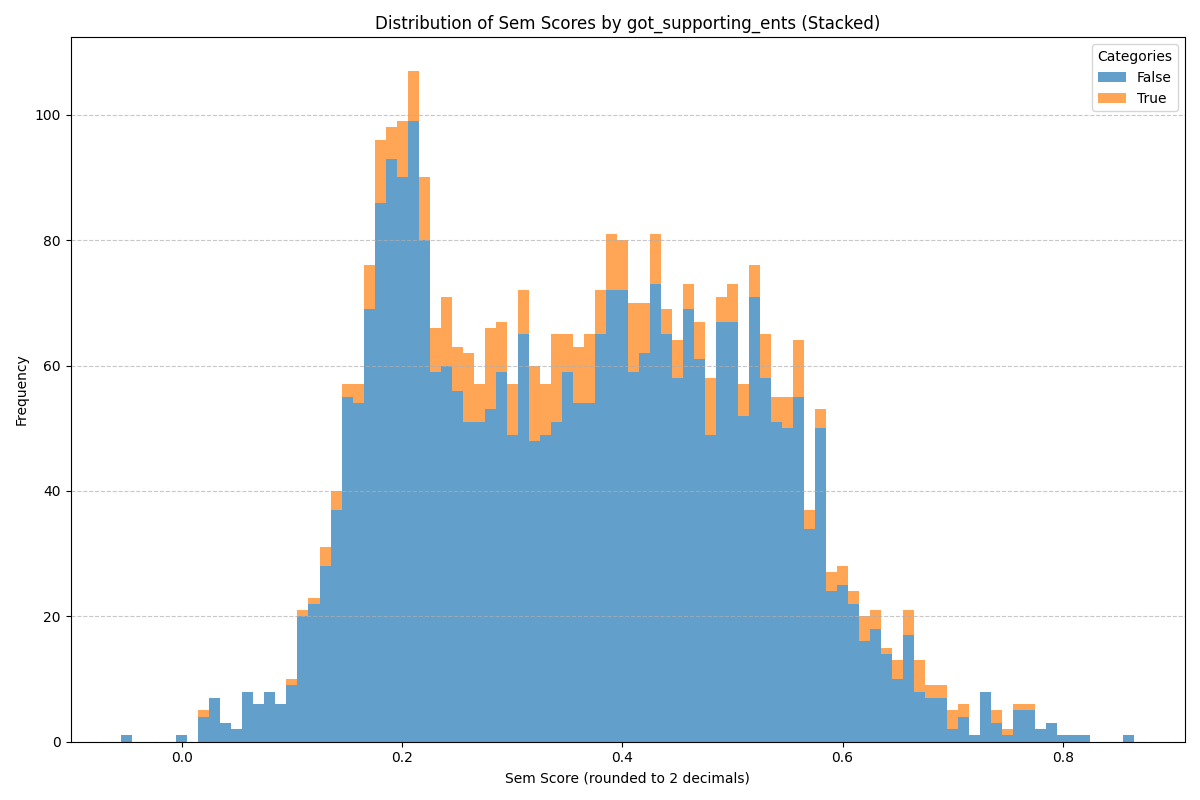 Distribution of Sem Scores by got_supporting_ents (Stacked)
Categories
False
True
Frequency
100
80
60
40
20
0
0.0 0.2 0.4 0.6 0.8
Sem Score (rounded to 2 decimals)